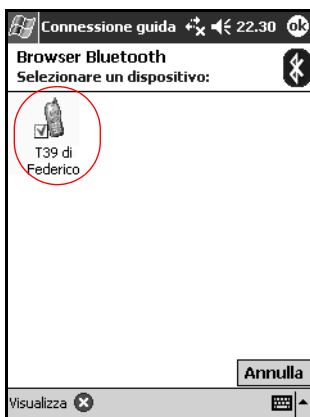 Connessione guida 22.30 ok
Browser Bluetooth
Selezionare un dispositivo:
T39 di
Federico
Annulla
Visualizza